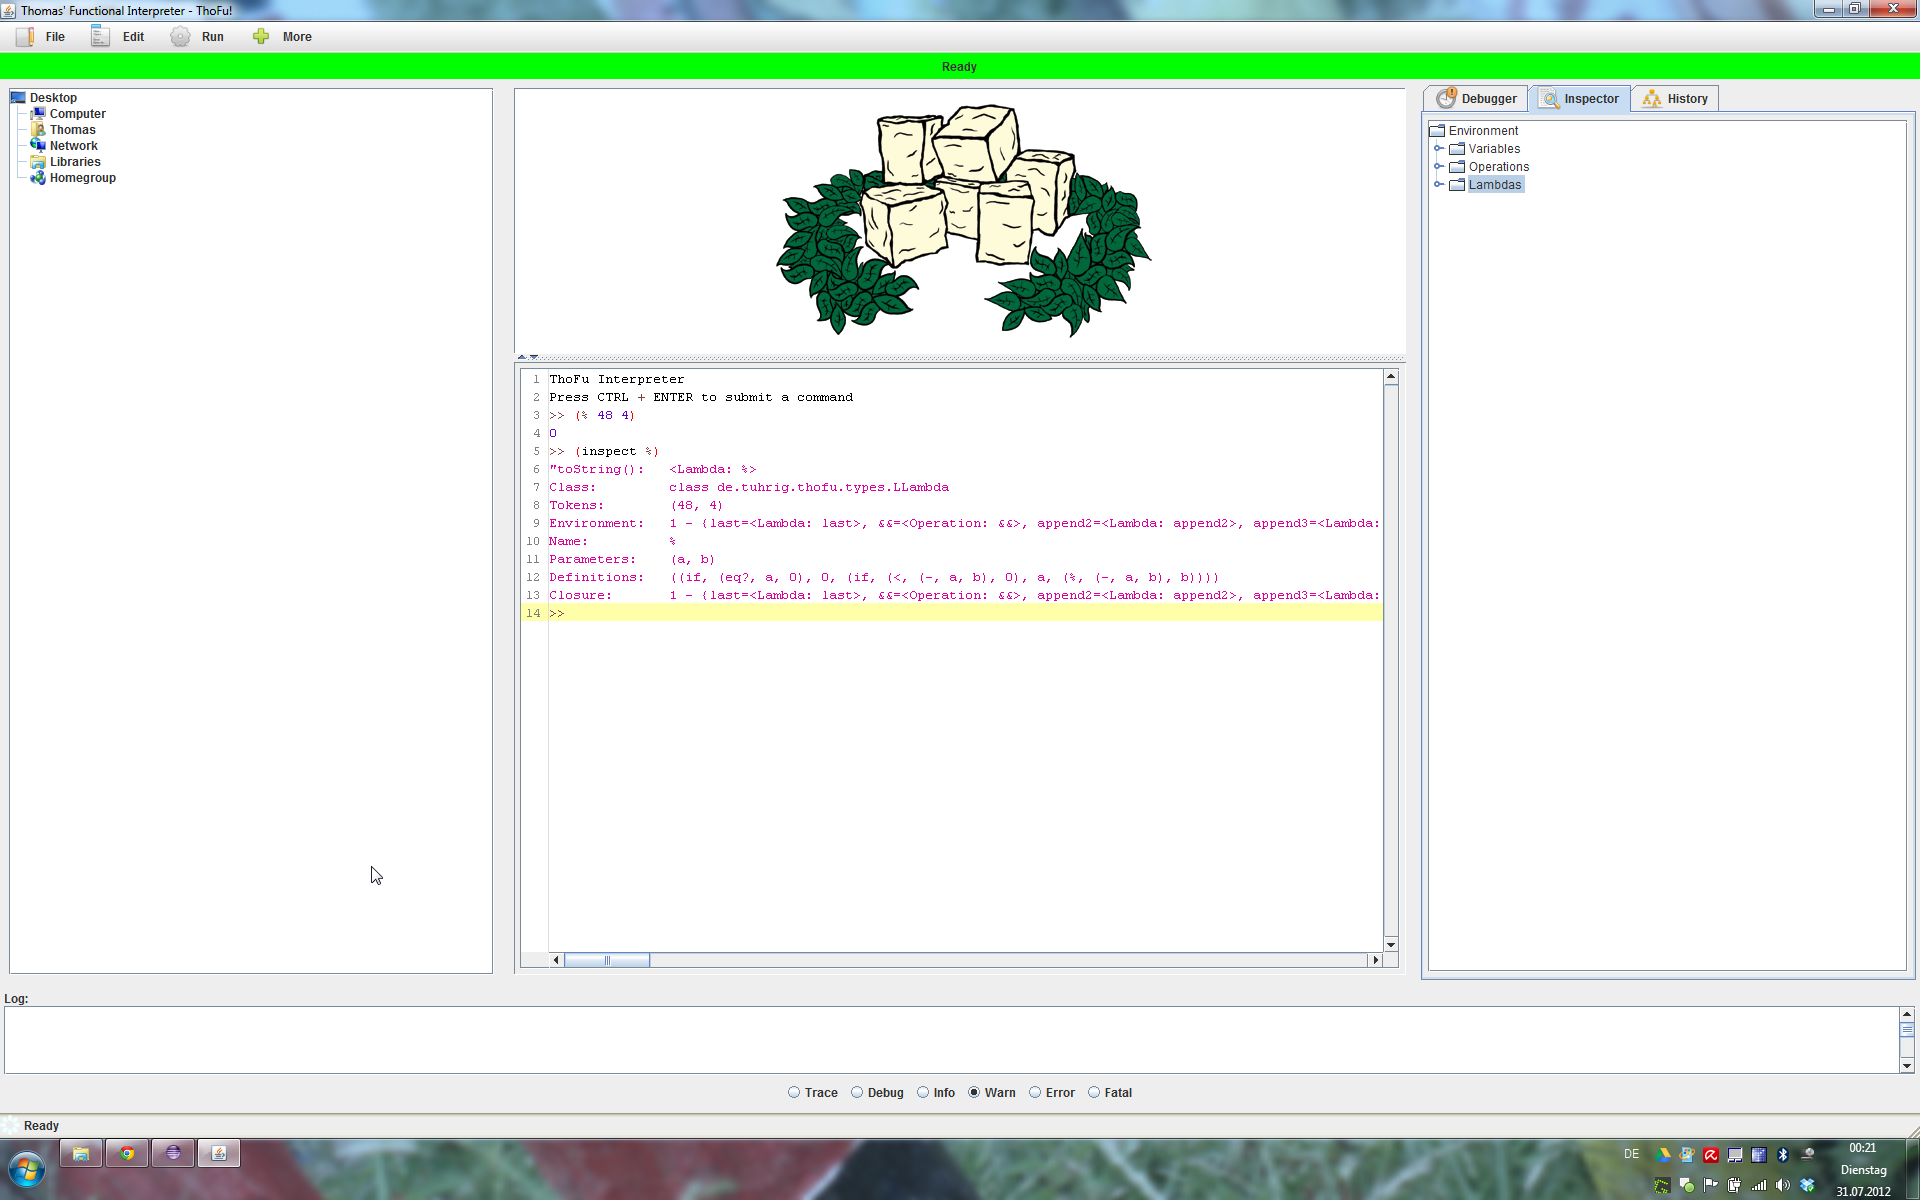 Thomas' Functional Interpreter - ThoFu!
File Edit Run More
Ready
Desktop
Computer
Thomas
Network
Libraries
Homegroup
1 ThoFu Interpreter
2 Press CTRL + ENTER to submit a command
3 >> (% 48 4)
4 0
5 >> (inspect %)
6 "toString(): <Lambda: %>
7 Class: class de.tuhrig.thofu.types.LLambda
8 Tokens: (48, 4)
9 Environment: 1 - {last=<Lambda: last>, &&=<Operation: &&>, append2=<Lambda: append2>, append3=<Lambda:
10 Name: %
11 Parameters: (a, b)
12 Definitions: ((if, (eq?, a, 0), 0, (if, (<, (-, a, b), 0), a, (%, (-, a, b), b))))
13 Closure: 1 - {last=<Lambda: last>, &&=<Operation: &&>, append2=<Lambda: append2>, append3=<Lambda:
14 >>
Debugger Inspector History
Environment
Variables
Operations
Lambdas
Log:
Trace Debug Info Warn Error Fatal
Ready
DE
00:21
Dienstag
31.07.2012